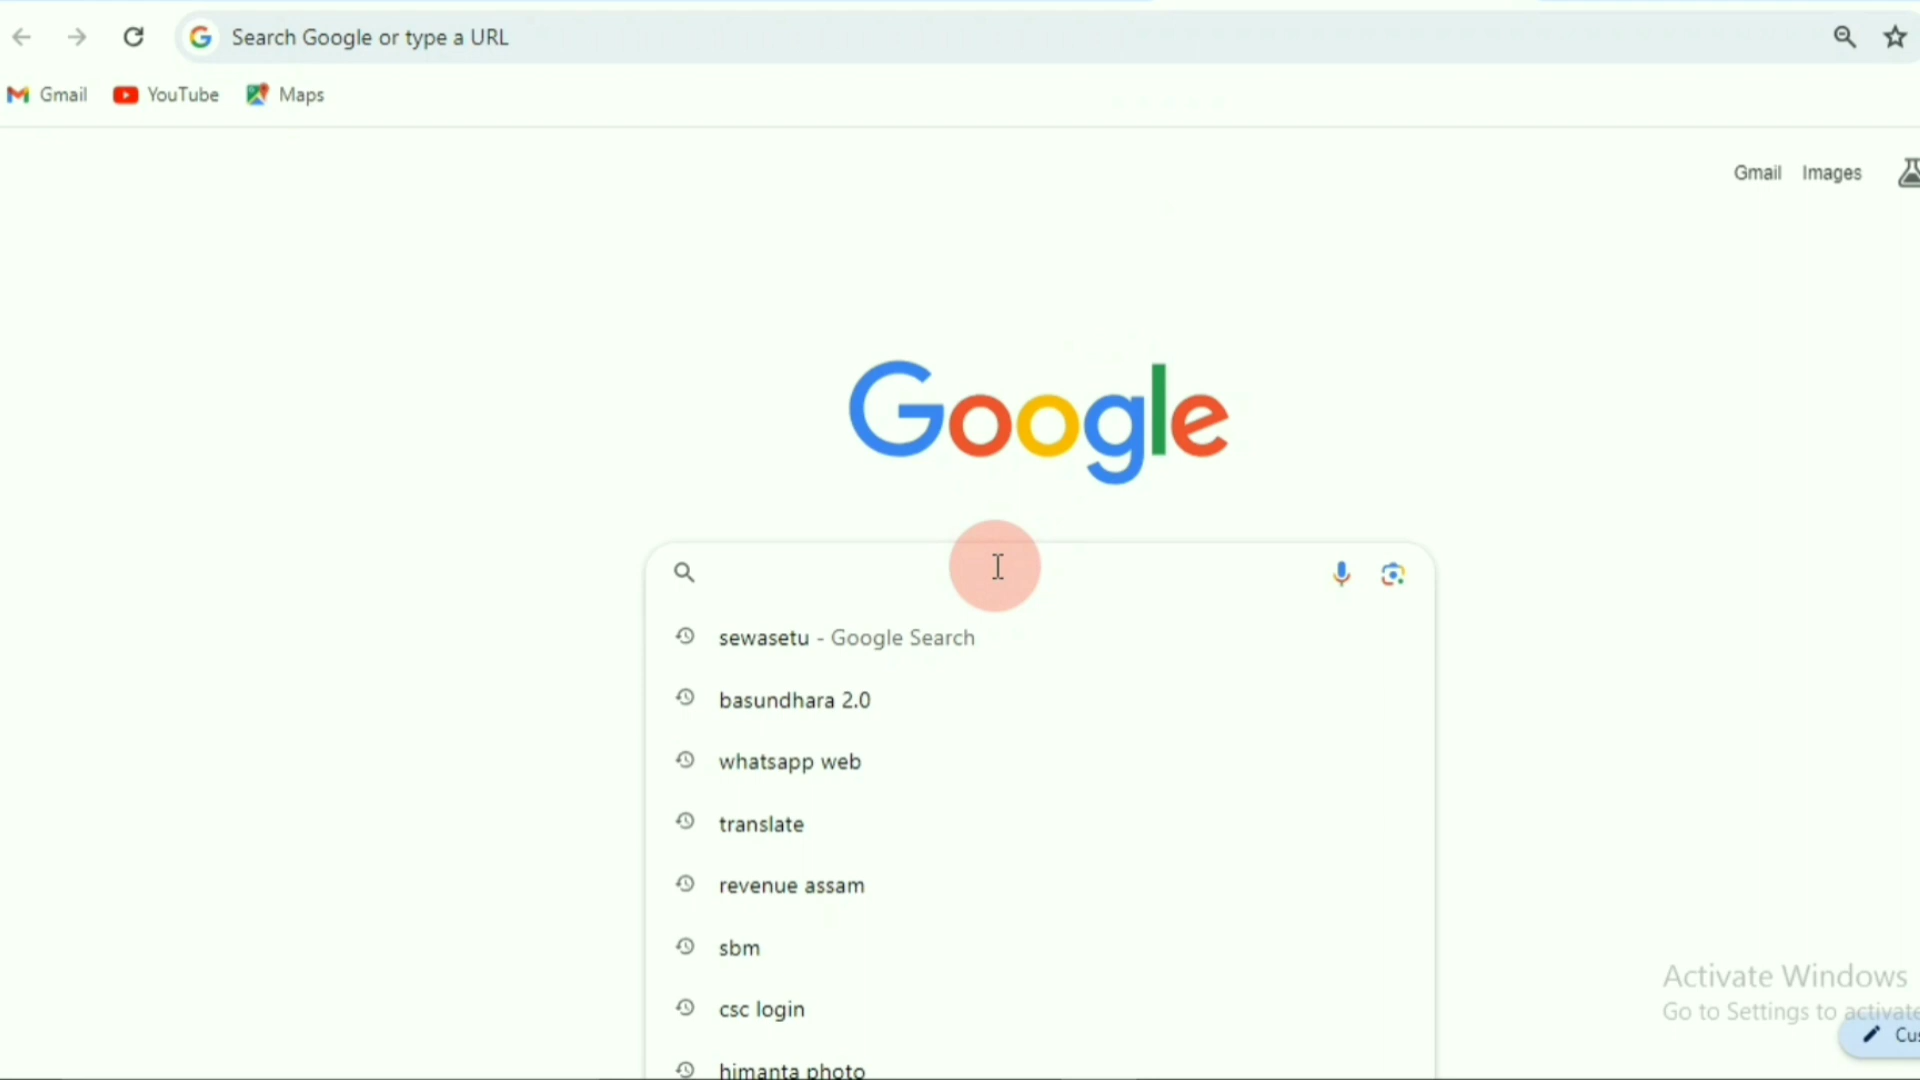 Search Google or type a URL
Gmail YouTube Maps
Gmail Images
Google
sewasetu - Google Search
basundhara 2.0
whatsapp web
translate
revenue assam
sbm
csc login
himanta photo
Activate Windows
Go to Settings to activate